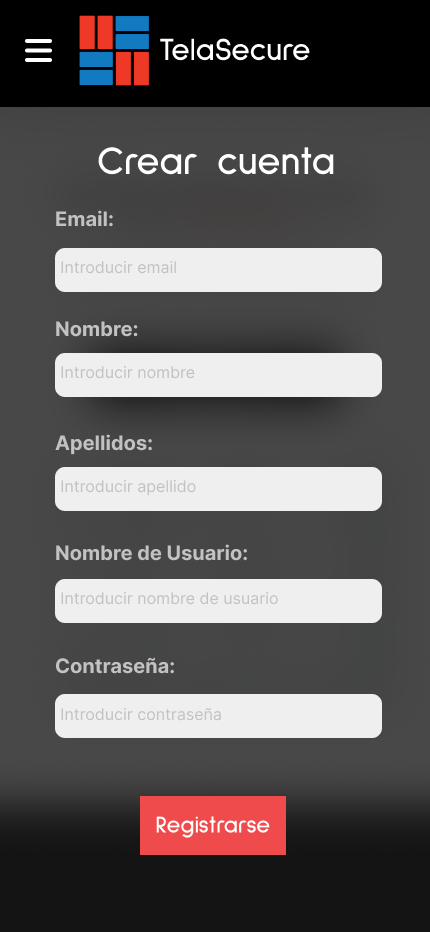 TelaSecure
Crear cuenta
Email:
Introducir email
Nombre:
Introducir nombre
Apellidos:
Introducir apellido
Nombre de Usuario:
Introducir nombre de usuario
Contraseña:
Introducir contraseña
Registrarse